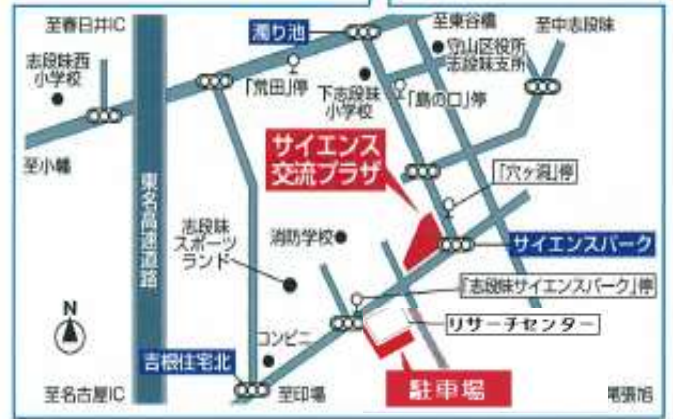 至春日井IC
濁り池
至東谷橋
至中志段味
守山区役所
志段味支所
志段味西
小学校
「荒田」停
下志段味
小学校
「島の口」停
至小幡
サイエンス
交流プラザ
「穴ヶ洞」停
東名高速道路
志段味
スポーツ
ランド
消防学校
サイエンスパーク
「志段味サイエンスパーク」停
N
リサーチセンター
コンビニ
吉根住宅北
至名古屋IC
至印場
駐車場
尾張旭